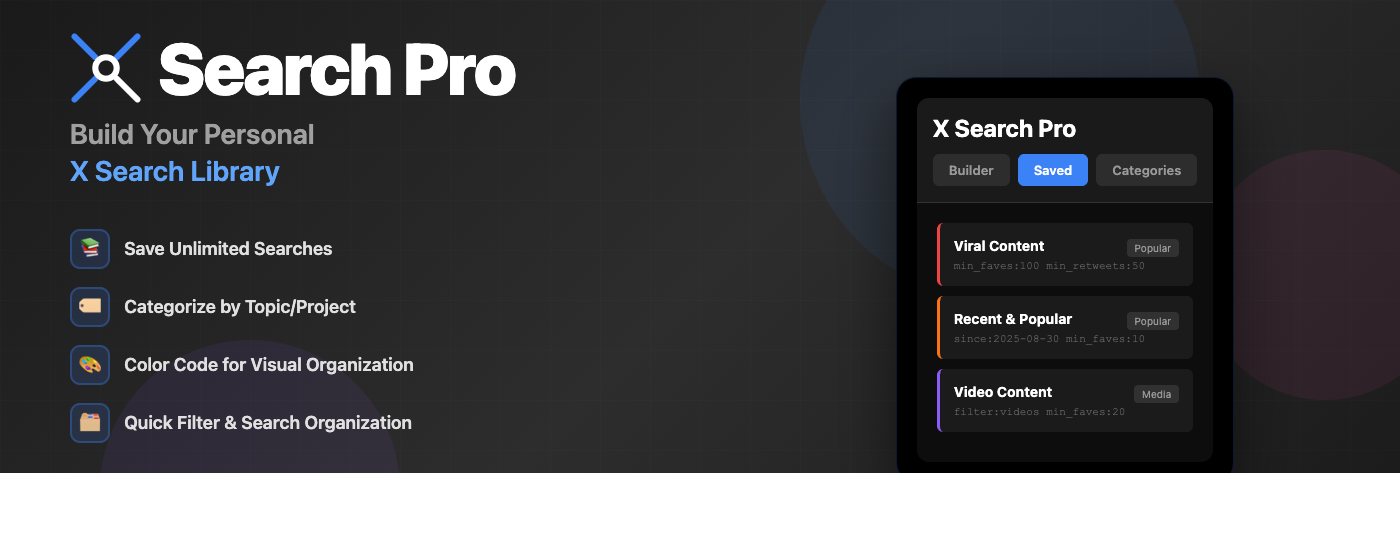 Search Pro
Build Your Personal
X Search Library
Save Unlimited Searches
Categorize by Topic/Project
Color Code for Visual Organization
Quick Filter & Search Organization
X Search Pro
Builder Saved Categories
Viral Content Popular
min_faves:100 min_retweets:50
Recent & Popular Popular
since:2025-08-30 min_faves:10
Video Content Media
filter:videos min_faves:20